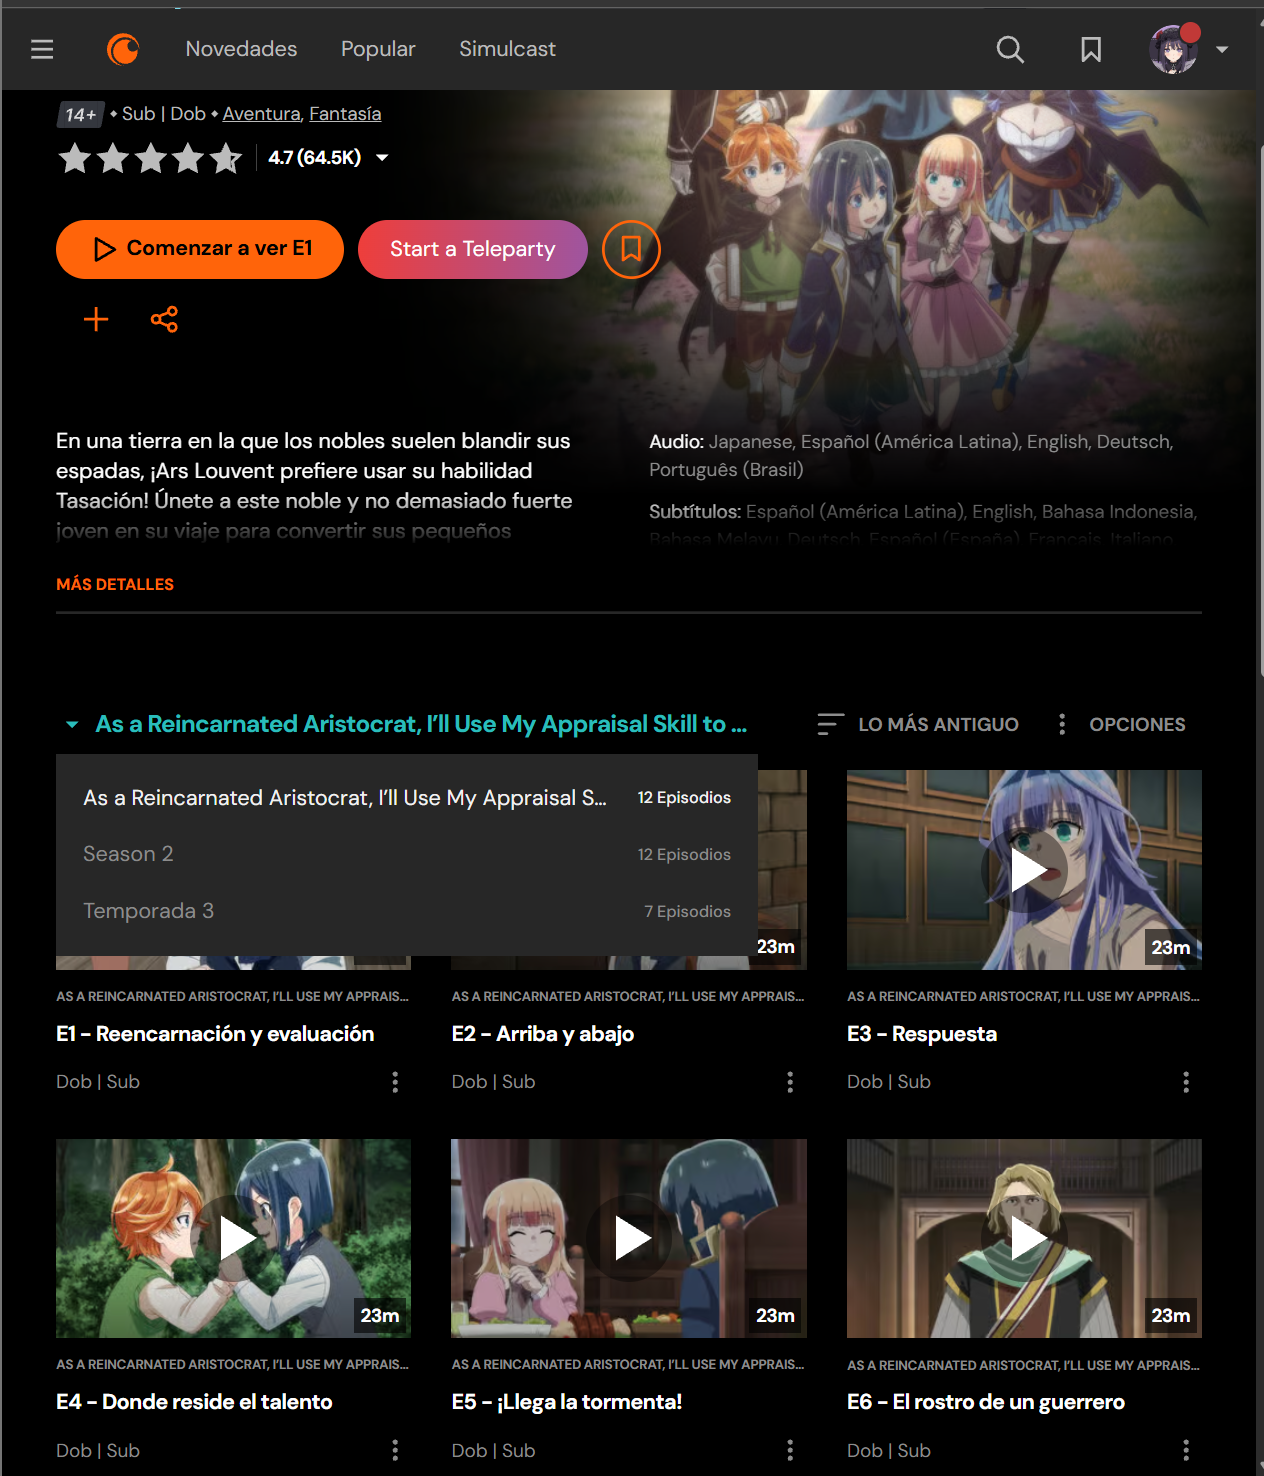 Novedades Popular Simulcast
14+ ◆ Sub | Dob ◆ Aventura, Fantasía
4.7 (64.5K)
Comenzar a ver E1
Start a Teleparty
En una tierra en la que los nobles suelen blandir sus
espadas, ¡Ars Louvent prefiere usar su habilidad
Tasación! Únete a este noble y no demasiado fuerte
joven en su viaje para convertir sus pequeños
Audio: Japanese, Español (América Latina), English, Deutsch,
Português (Brasil)
Subtítulos: Español (América Latina), English, Bahasa Indonesia,
Bahasa Melayu, Deutsch, Español (España), Français, Italiano
MÁS DETALLES
As a Reincarnated Aristocrat, I'll Use My Appraisal Skill to ...
LO MÁS ANTIGUO
OPCIONES
As a Reincarnated Aristocrat, I'll Use My Appraisal S... 12 Episodios
Season 2 12 Episodios
Temporada 3 7 Episodios
23m
23m
AS A REINCARNATED ARISTOCRAT, I'LL USE MY APPRAIS...
E1 – Reencarnación y evaluación
Dob | Sub
AS A REINCARNATED ARISTOCRAT, I'LL USE MY APPRAIS...
E2 – Arriba y abajo
Dob | Sub
AS A REINCARNATED ARISTOCRAT, I'LL USE MY APPRAIS...
E3 – Respuesta
Dob | Sub
23m
23m
23m
AS A REINCARNATED ARISTOCRAT, I'LL USE MY APPRAIS...
E4 – Donde reside el talento
Dob | Sub
AS A REINCARNATED ARISTOCRAT, I'LL USE MY APPRAIS...
E5 – ¡Llega la tormenta!
Dob | Sub
AS A REINCARNATED ARISTOCRAT, I'LL USE MY APPRAIS...
E6 – El rostro de un guerrero
Dob | Sub